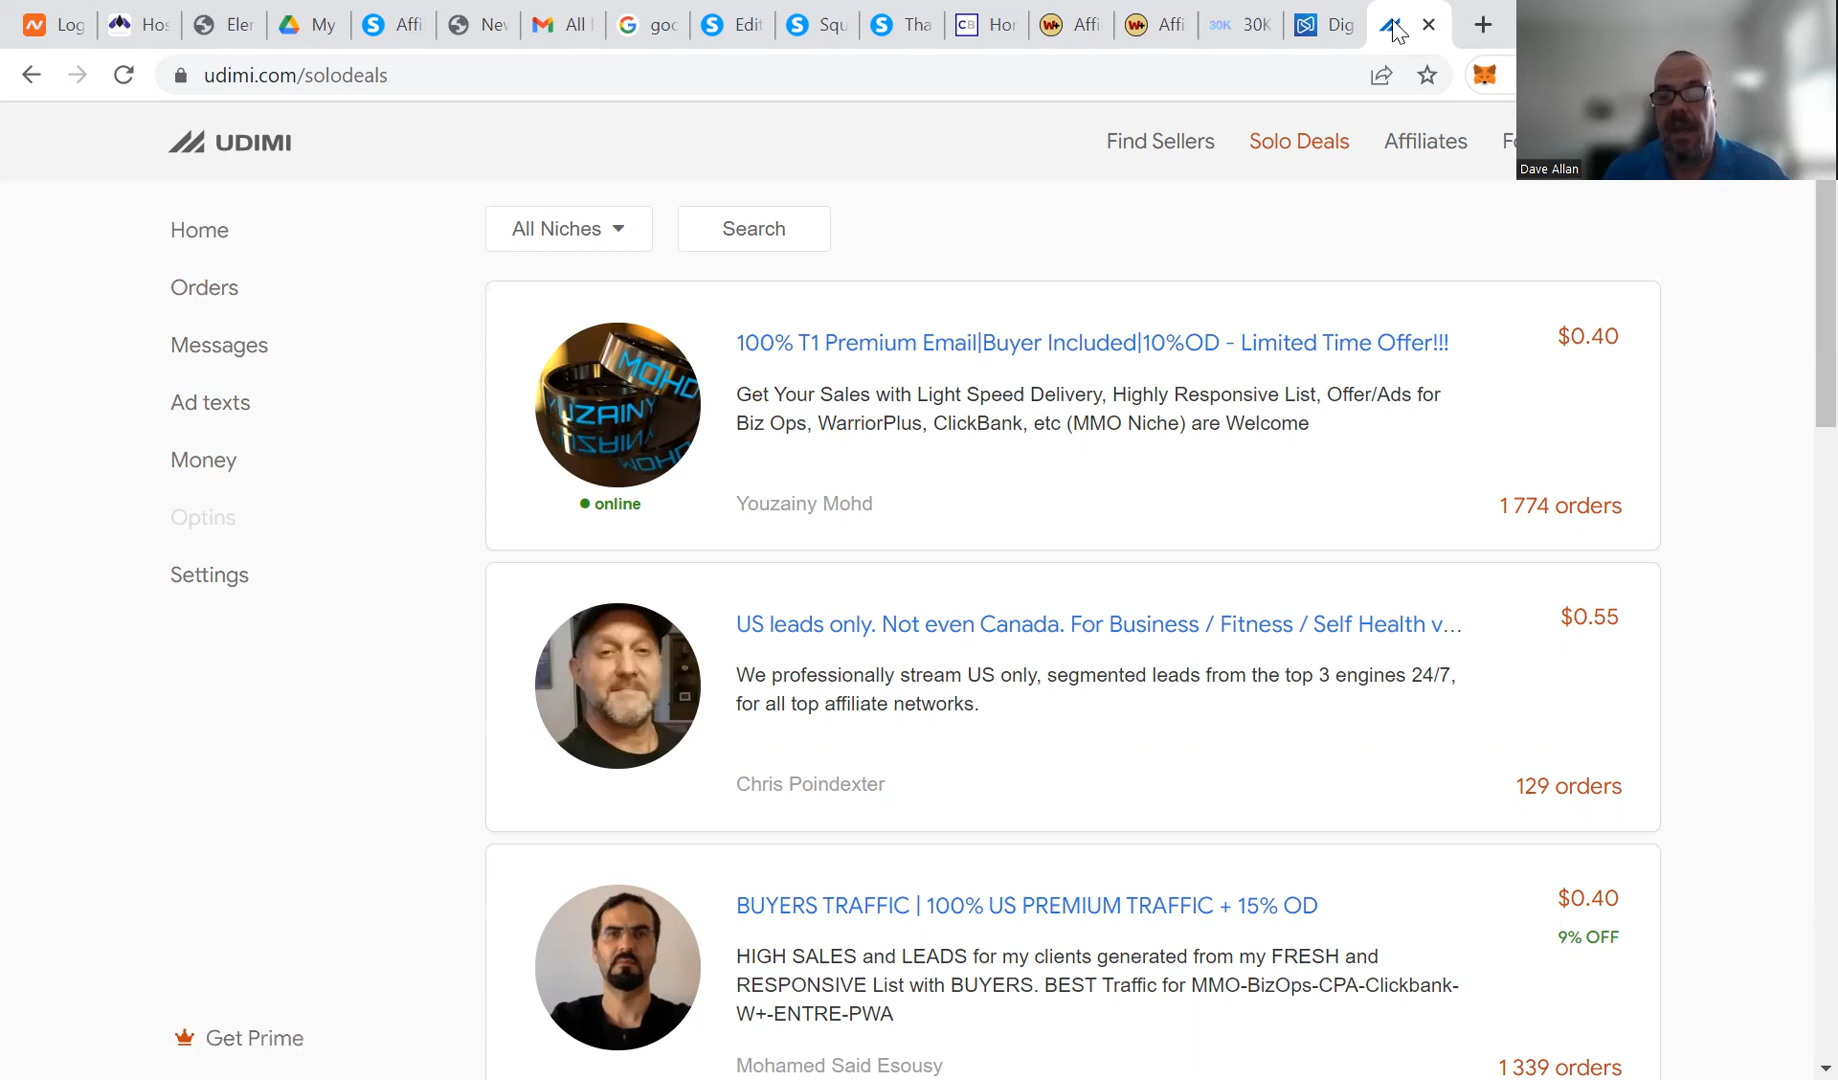 Log
Hos
Eler
My
Affi
Nev
All
goc
Edit
Squ
Tha
CB Hor
W+ Affi
W+ Affi
30K 30K
Dig
udimi.com/solodeals
Dave Allan
UDIMI
Find Sellers
Solo Deals
Affiliates
Home
Orders
Messages
Ad texts
Money
Optins
Settings
Get Prime
All Niches
Search
100% T1 Premium Email|Buyer Included|10%OD - Limited Time Offer!!!
$0.40
Get Your Sales with Light Speed Delivery, Highly Responsive List, Offer/Ads for
Biz Ops, WarriorPlus, ClickBank, etc (MMO Niche) are Welcome
MOHD
YUZAINY
online
Youzainy Mohd
1 774 orders
US leads only. Not even Canada. For Business / Fitness / Self Health v...
$0.55
We professionally stream US only, segmented leads from the top 3 engines 24/7,
for all top affiliate networks.
Chris Poindexter
129 orders
BUYERS TRAFFIC | 100% US PREMIUM TRAFFIC + 15% OD
$0.40
9% OFF
HIGH SALES and LEADS for my clients generated from my FRESH and
RESPONSIVE List with BUYERS. BEST Traffic for MMO-BizOps-CPA-Clickbank-
W+-ENTRE-PWA
Mohamed Said Esousy
1 339 orders